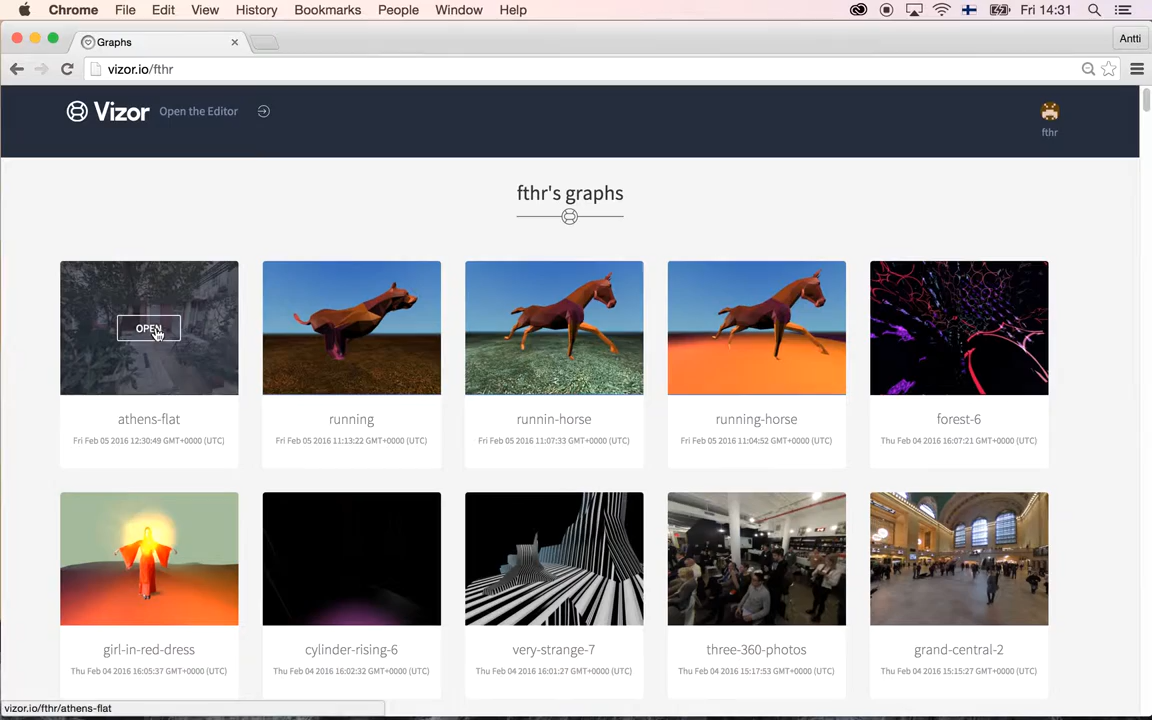 Chrome File Edit View History Bookmarks People Window Help Fri 14:31
Graphs Antti
vizor.io/fthr
Vizor Open the Editor
fthr
fthr's graphs
OPEN
athens-flat running runnin-horse running-horse forest-6
Fri Feb 05 2016 12:30:49 GMT+0000 (UTC) Fri Feb 05 2016 11:13:22 GMT+0000 (UTC) Fri Feb 05 2016 11:07:33 GMT+0000 (UTC) Fri Feb 05 2016 11:04:52 GMT+0000 (UTC) Thu Feb 04 2016 16:07:21 GMT+0000 (UTC)
girl-in-red-dress cylinder-rising-6 very-strange-7 three-360-photos grand-central-2
Thu Feb 04 2016 16:05:37 GMT+0000 (UTC) Thu Feb 04 2016 16:02:32 GMT+0000 (UTC) Thu Feb 04 2016 16:01:27 GMT+0000 (UTC) Thu Feb 04 2016 15:17:53 GMT+0000 (UTC) Thu Feb 04 2016 15:15:27 GMT+0000 (UTC)
vizor.io/fthr/athens-flat